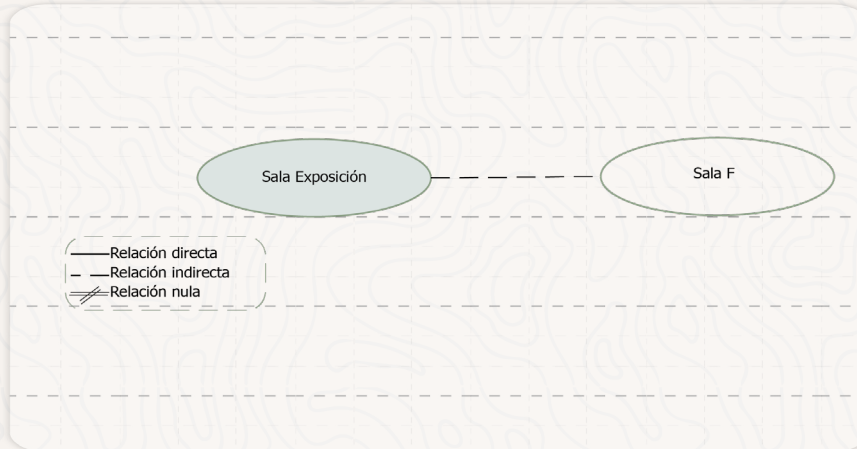 Sala Exposición
Sala F
Relación directa
Relación indirecta
Relación nula